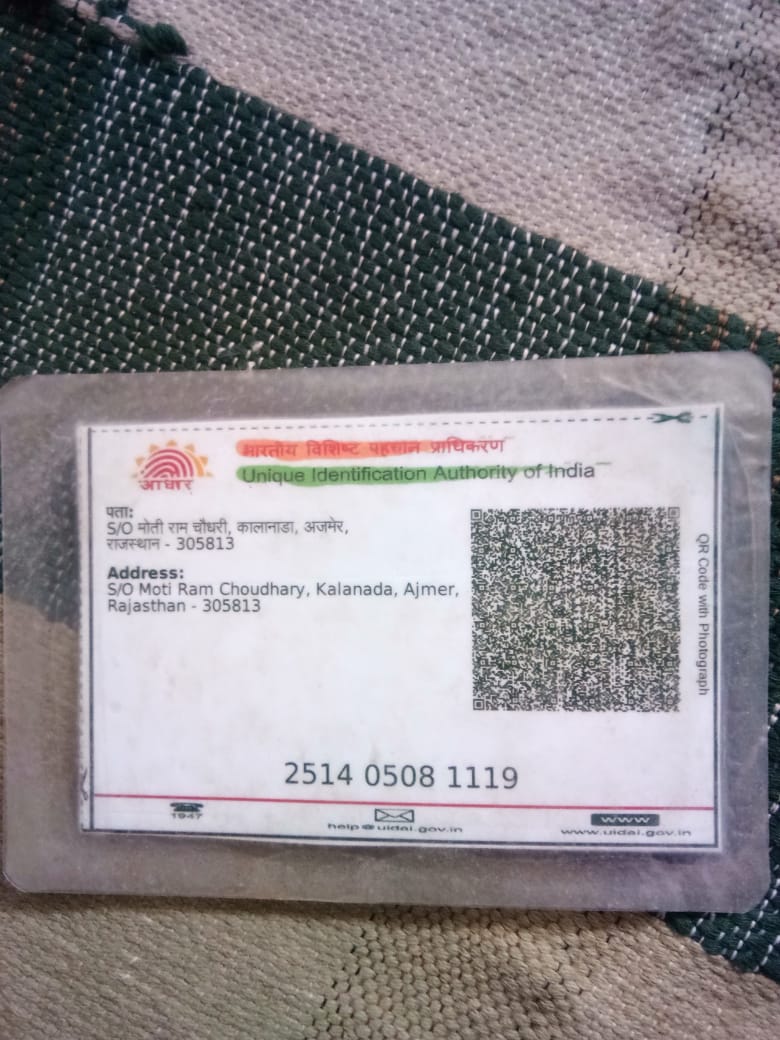 भारतीय विशिष्ट पहचान प्राधिकरण
Unique Identification Authority of India
आधार
पता:
S/O मोती राम चौधरी, कालानाडा, अजमेर,
राजस्थान - 305813
Address:
S/O Moti Ram Choudhary, Kalanada, Ajmer,
Rajasthan - 305813
QR Code with Photograph
2514 0508 1119
1947
help@uidai.gov.in
www
www.uidai.gov.in